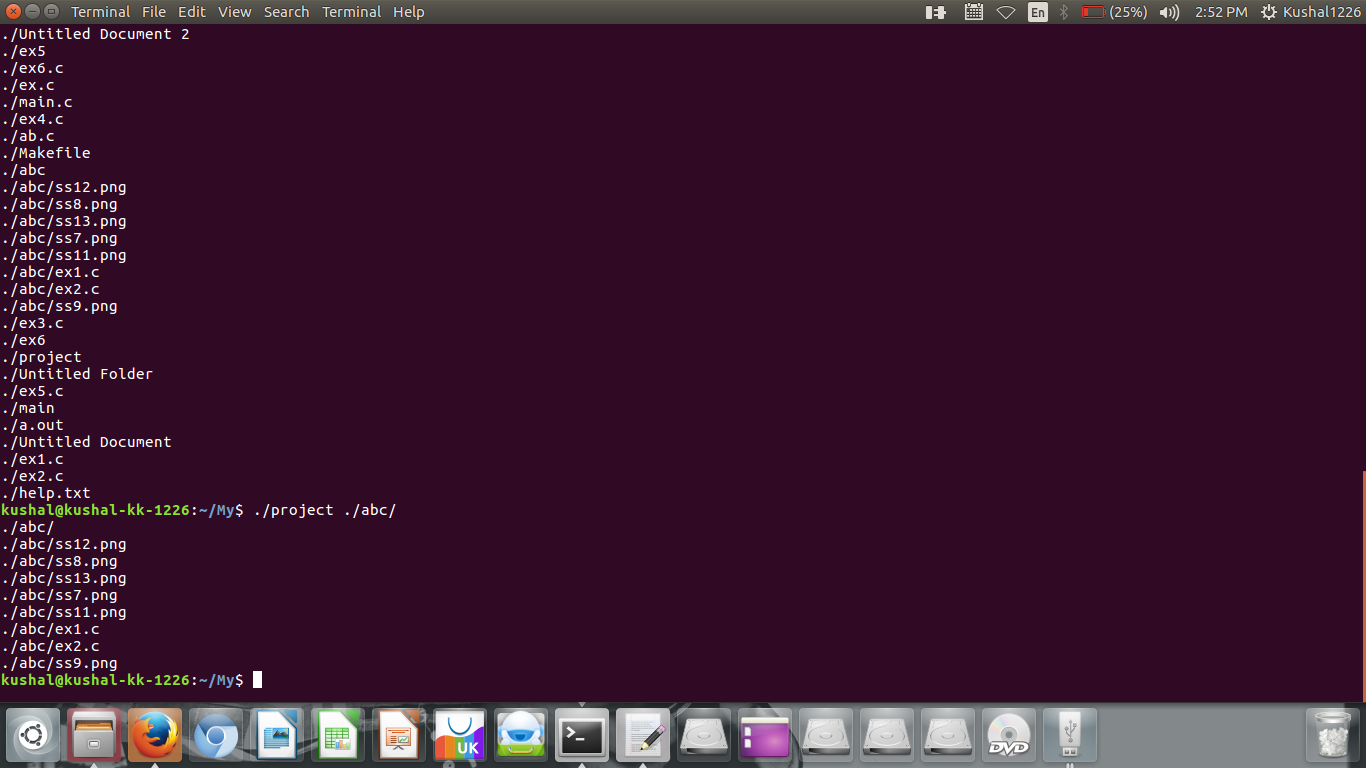 Terminal File Edit View Search Terminal Help En (25%) 2:52 PM Kushal1226
./Untitled Document 2
./ex5
./ex6.c
./ex.c
./main.c
./ex4.c
./ab.c
./Makefile
./abc
./abc/ss12.png
./abc/ss8.png
./abc/ss13.png
./abc/ss7.png
./abc/ss11.png
./abc/ex1.c
./abc/ex2.c
./abc/ss9.png
./ex3.c
./ex6
./project
./Untitled Folder
./ex5.c
./main
./a.out
./Untitled Document
./ex1.c
./ex2.c
./help.txt
kushal@kushal-kk-1226:~/My$ ./project ./abc/
./abc/
./abc/ss12.png
./abc/ss8.png
./abc/ss13.png
./abc/ss7.png
./abc/ss11.png
./abc/ex1.c
./abc/ex2.c
./abc/ss9.png
kushal@kushal-kk-1226:~/My$
UK >_ DVD